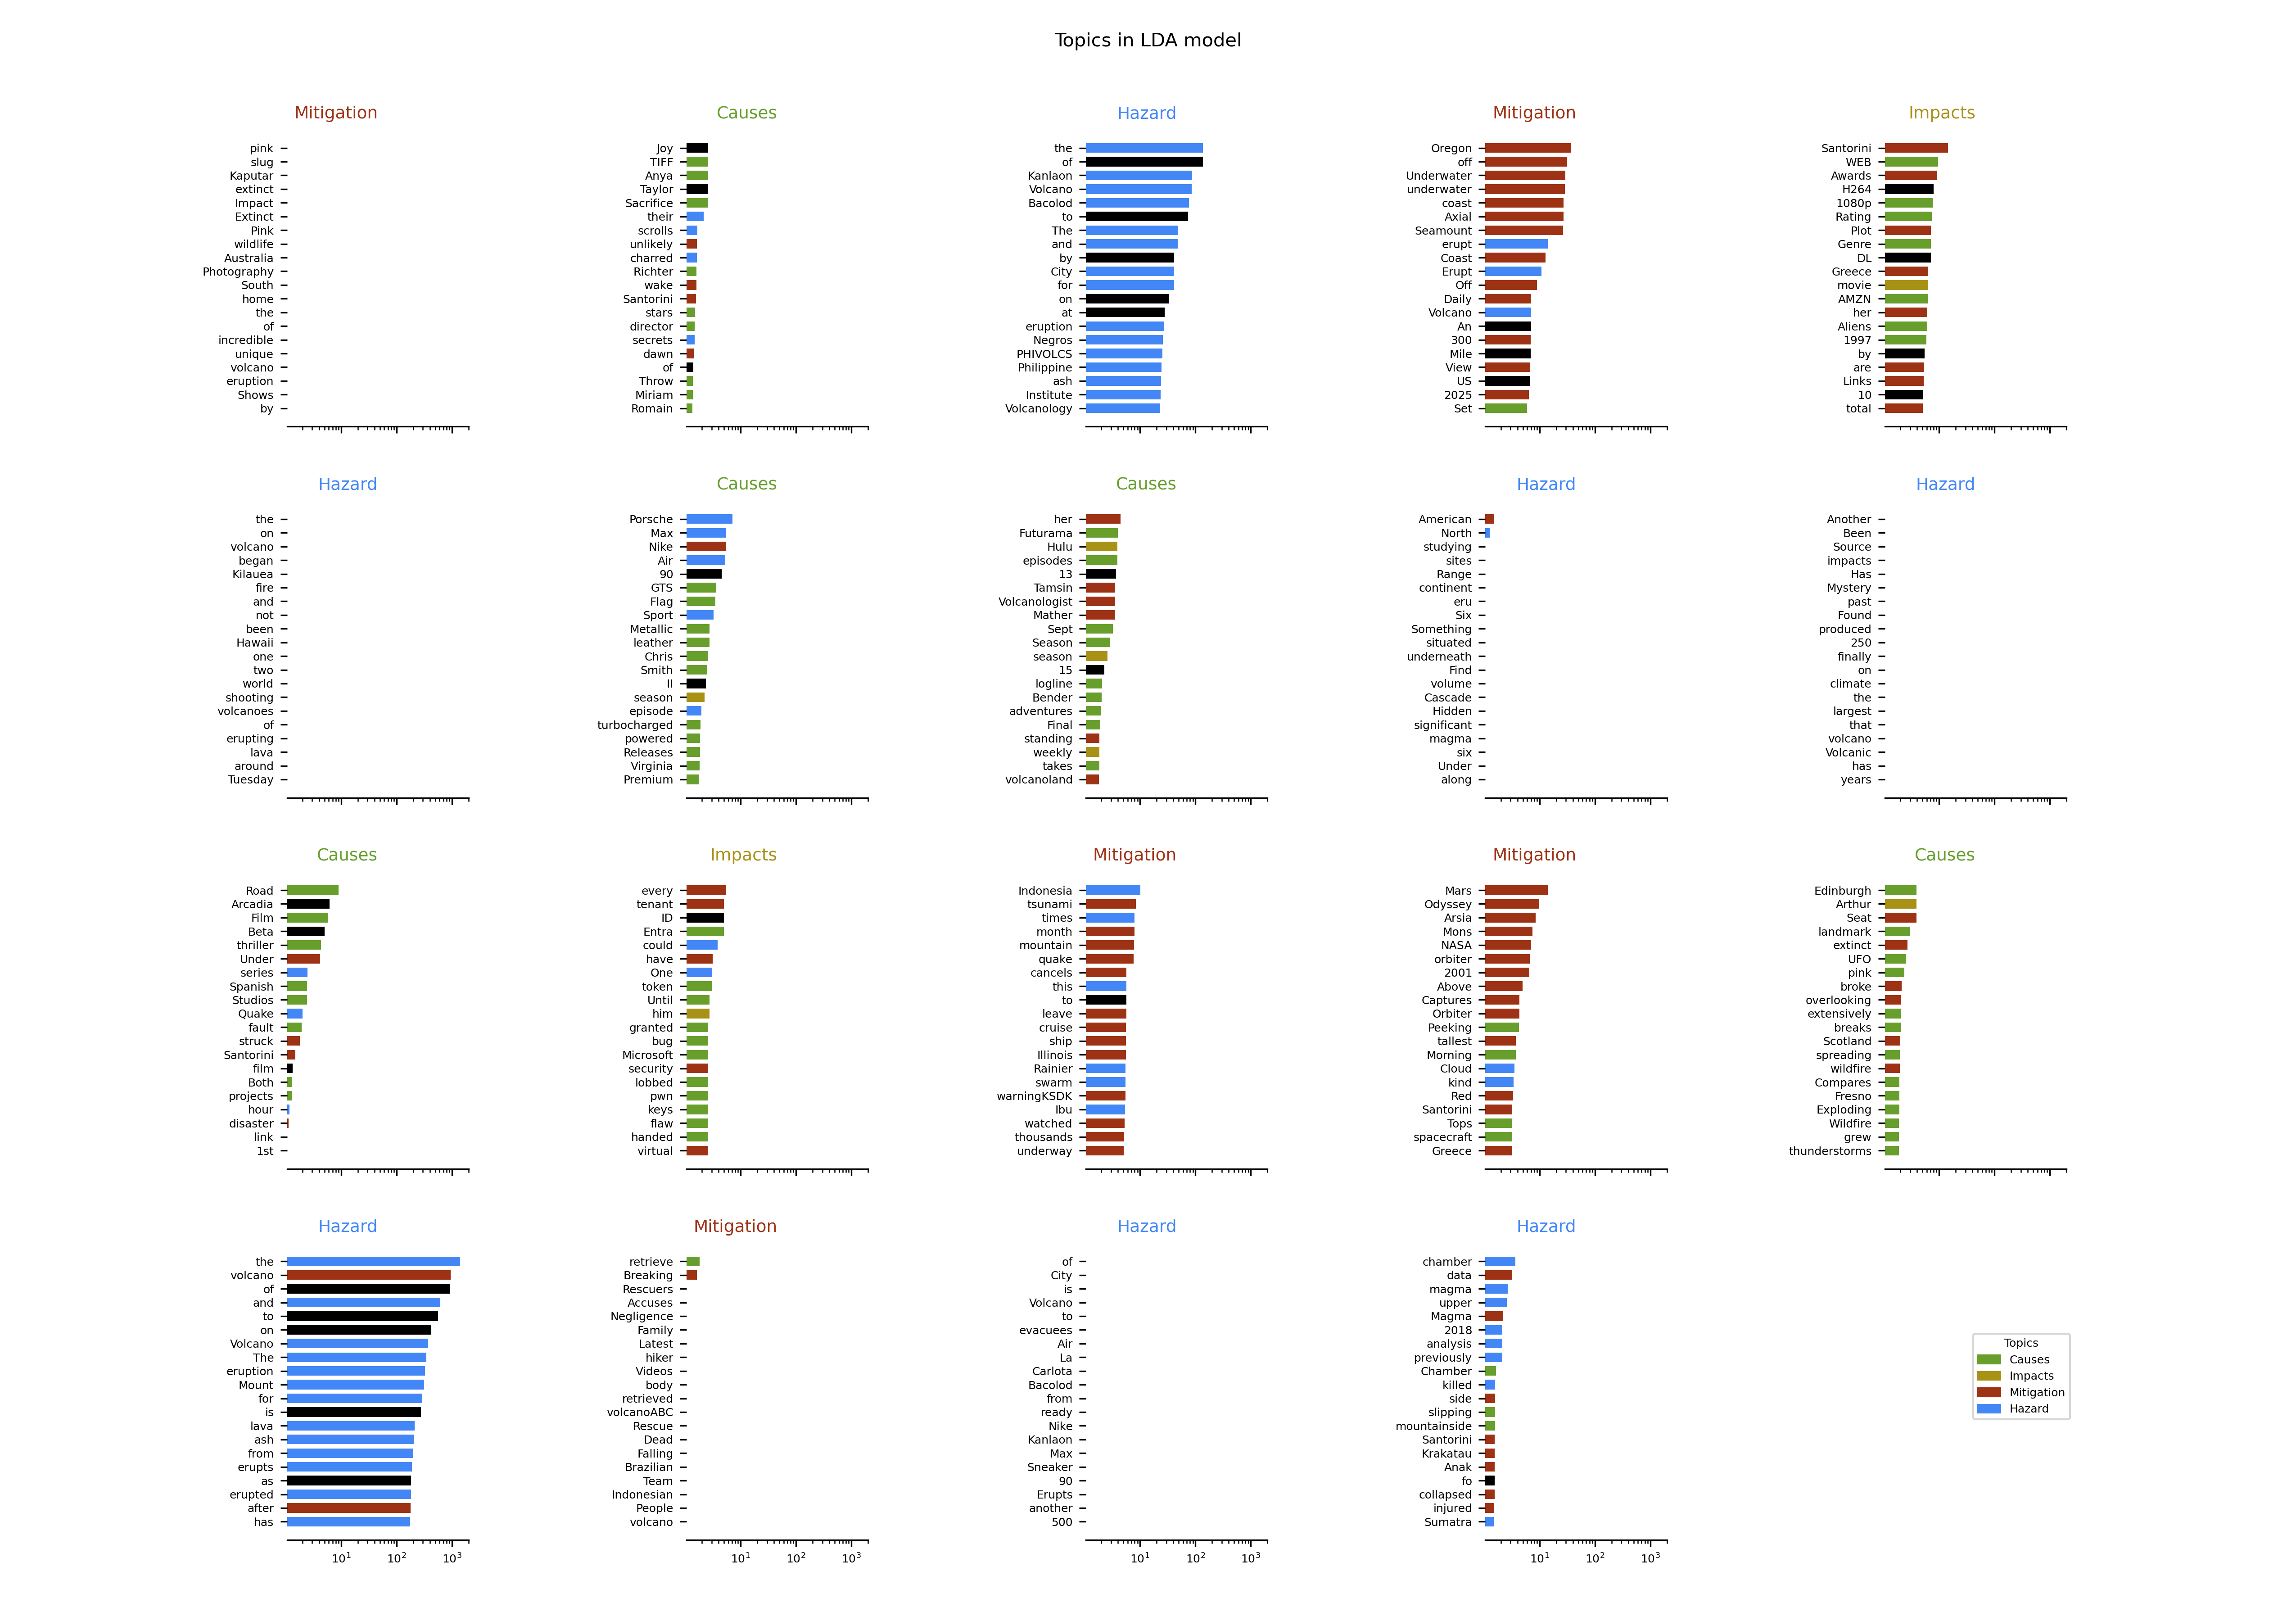 Topics in LDA model
Mitigation
pink
slug
Kaputar
extinct
Impact
Extinct
Pink
wildlife
Australia
Photography
South
home
the
of
incredible
unique
volcano
eruption
Shows
by
Causes
Joy
TIFF
Anya
Taylor
Sacrifice
their
scrolls
unlikely
charred
Richter
wake
Santorini
stars
director
secrets
dawn
of
Throw
Miriam
Romain
Hazard
the
of
Kanlaon
Volcano
Bacolod
to
The
and
by
City
for
on
at
eruption
Negros
PHIVOLCS
Philippine
ash
Institute
Volcanology
Mitigation
Oregon
off
Underwater
underwater
coast
Axial
Seamount
erupt
Coast
Erupt
Off
Daily
Volcano
An
300
Mile
View
US
2025
Set
Impacts
Santorini
WEB
Awards
H264
1080p
Rating
Plot
Genre
DL
Greece
movie
AMZN
her
Aliens
1997
by
are
Links
10
total
Hazard
the
on
volcano
began
Kilauea
fire
and
not
been
Hawaii
one
two
world
shooting
volcanoes
of
erupting
lava
around
Tuesday
Causes
Porsche
Max
Nike
Air
90
GTS
Flag
Sport
Metallic
leather
Chris
Smith
II
season
episode
turbocharged
powered
Releases
Virginia
Premium
Causes
her
Futurama
Hulu
episodes
13
Tamsin
Volcanologist
Mather
Sept
Season
season
15
logline
Bender
adventures
Final
standing
weekly
takes
volcanoland
Hazard
American
North
studying
sites
Range
continent
eru
Six
Something
situated
underneath
Find
volume
Cascade
Hidden
significant
magma
six
Under
along
Hazard
Another
Been
Source
impacts
Has
Mystery
past
Found
produced
250
finally
on
climate
the
largest
that
volcano
Volcanic
has
years
Causes
Road
Arcadia
Film
Beta
thriller
Under
series
Spanish
Studios
Quake
fault
struck
Santorini
film
Both
projects
hour
disaster
link
1st
Impacts
every
tenant
ID
Entra
could
have
One
token
Until
him
granted
bug
Microsoft
security
lobbed
pwn
keys
flaw
handed
virtual
Mitigation
Indonesia
tsunami
times
month
mountain
quake
cancels
this
to
leave
cruise
ship
Illinois
Rainier
swarm
warningKSDK
Ibu
watched
thousands
underway
Mitigation
Mars
Odyssey
Arsia
Mons
NASA
orbiter
2001
Above
Captures
Orbiter
Peeking
tallest
Morning
Cloud
kind
Red
Santorini
Tops
spacecraft
Greece
Causes
Edinburgh
Arthur
Seat
landmark
extinct
UFO
pink
broke
overlooking
extensively
breaks
Scotland
spreading
wildfire
Compares
Fresno
Exploding
Wildfire
grew
thunderstorms
Hazard
the
volcano
of
and
to
on
Volcano
The
eruption
Mount
for
is
lava
ash
from
erupts
as
erupted
after
has
10¹ 10² 10³
Mitigation
retrieve
Breaking
Rescuers
Accuses
Negligence
Family
Latest
hiker
Videos
body
retrieved
volcanoABC
Rescue
Dead
Falling
Brazilian
Team
Indonesian
People
volcano
10¹ 10² 10³
Hazard
of
City
is
Volcano
to
evacuees
Air
La
Carlota
Bacolod
from
ready
Nike
Kanlaon
Max
Sneaker
90
Erupts
another
500
10¹ 10² 10³
Hazard
chamber
data
magma
upper
Magma
2018
analysis
previously
Chamber
killed
side
slipping
mountainside
Santorini
Krakatau
Anak
fo
collapsed
injured
Sumatra
10¹ 10² 10³
Topics
Causes
Impacts
Mitigation
Hazard